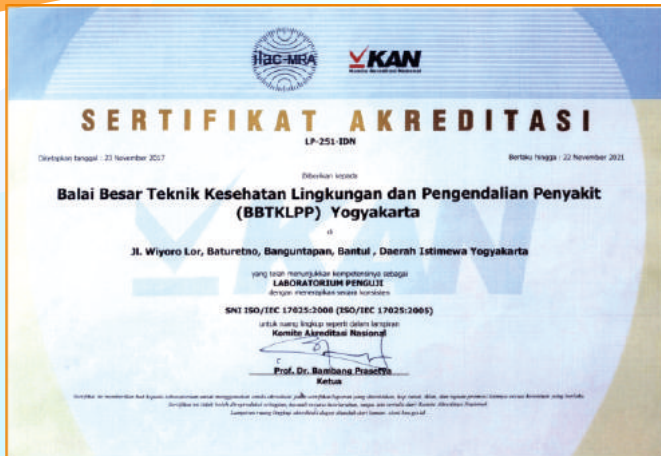 ilac-MRA
KAN
Komite Akreditasi Nasional
SERTIFIKAT AKREDITASI
LP-251-IDN
Ditetapkan tanggal : 23 November 2017
Berlaku hingga : 22 November 2021
Diberikan kepada
Balai Besar Teknik Kesehatan Lingkungan dan Pengendalian Penyakit
(BBTKLPP) Yogyakarta
di
Jl. Wiyoro Lor, Baturetno, Banguntapan, Bantul , Daerah Istimewa Yogyakarta
yang telah menunjukkan kompetensinya sebagai
LABORATORIUM PENGUJI
dengan menerapkan secara konsisten
SNI ISO/IEC 17025:2008 (ISO/IEC 17025:2005)
untuk ruang lingkup seperti dalam lampiran
Komite Akreditasi Nasional
Prof. Dr. Bambang Prasetya
Ketua
KAN